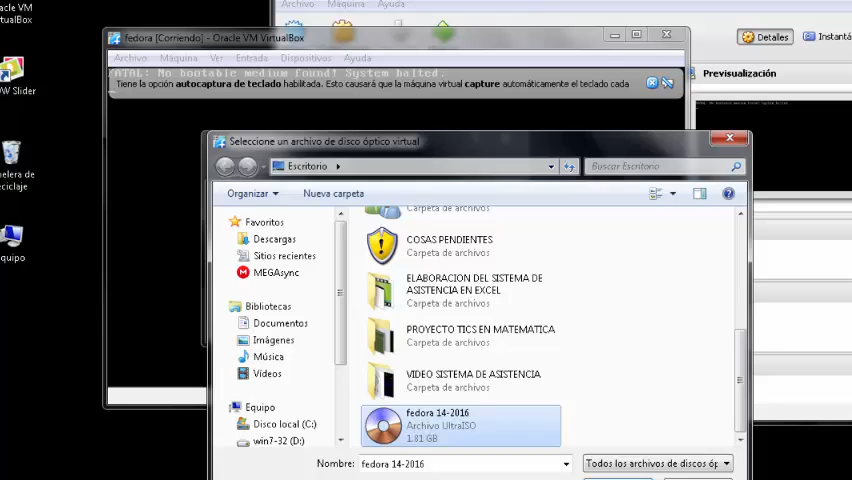 Oracle VM
VirtualBox
AW Slider
Papelera de
reciclaje
Equipo
Archivo Máquina Ayuda
Detalles
Instantá
Previsualización
fedora [Corriendo] - Oracle VM VirtualBox
Archivo Máquina Ver Entrada Dispositivos Ayuda
FATAL: No bootable medium found! System halted.
Tiene la opción autocaptura de teclado habilitada. Esto causará que la máquina virtual capture automáticamente el teclado cada
Seleccione un archivo de disco óptico virtual
Escritorio
Buscar Escritorio
Organizar
Nueva carpeta
Favoritos
Descargas
Sitios recientes
MEGAsync
Bibliotecas
Documentos
Imágenes
Música
Vídeos
Equipo
Disco local (C:)
win7-32 (D:)
Carpeta de archivos
COSAS PENDIENTES
Carpeta de archivos
ELABORACION DEL SISTEMA DE
ASISTENCIA EN EXCEL
Carpeta de archivos
PROYECTO TICS EN MATEMATICA
Carpeta de archivos
VIDEO SISTEMA DE ASISTENCIA
Carpeta de archivos
fedora 14-2016
Archivo UltraISO
1.81 GB
Nombre:
fedora 14-2016
Todos los archivos de discos óp